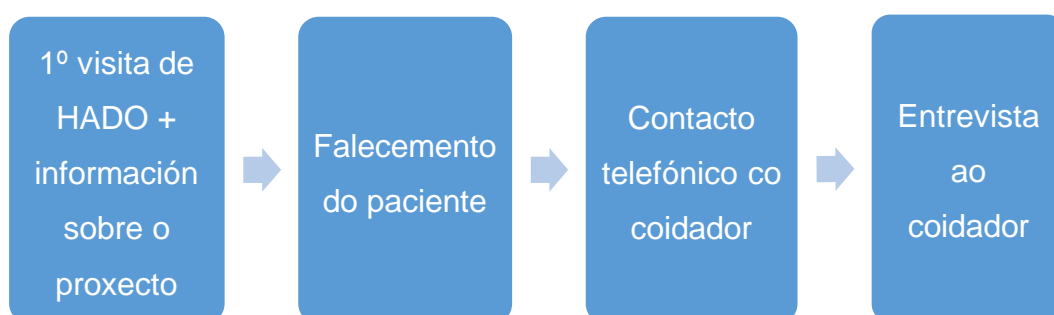 1º visita de
HADO +
información
sobre o
proxecto
Falecemento
do paciente
Contacto
telefónico co
coidador
Entrevista
ao
coidador